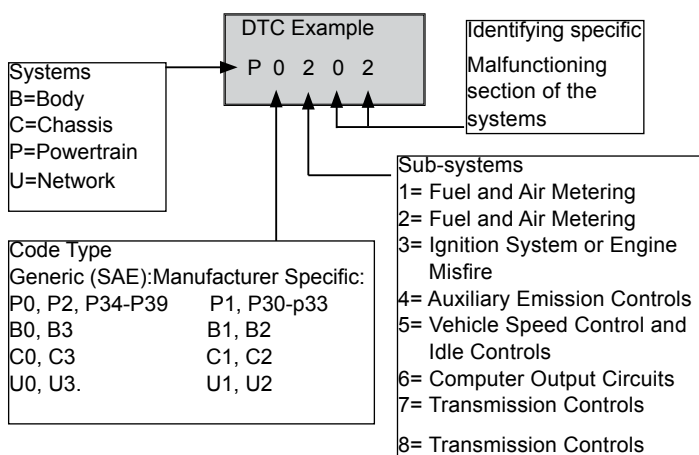 DTC Example
P 0 2 0 2
Identifying specific
Malfunctioning
section of the
systems
Systems
B=Body
C=Chassis
P=Powertrain
U=Network
Sub-systems
1= Fuel and Air Metering
2= Fuel and Air Metering
3= Ignition System or Engine
Misfire
4= Auxiliary Emission Controls
5= Vehicle Speed Control and
Idle Controls
6= Computer Output Circuits
7= Transmission Controls
8= Transmission Controls
Code Type
Generic (SAE):Manufacturer Specific:
P0, P2, P34-P39 P1, P30-p33
B0, B3 B1, B2
C0, C3 C1, C2
U0, U3. U1, U2